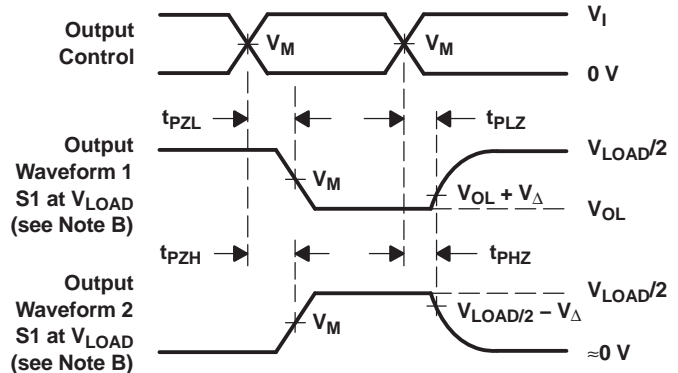 Output
Control
V_M
V_M
V_I
0 V
t_PZL
t_PLZ
Output
Waveform 1
S1 at V_LOAD
(see Note B)
V_M
V_LOAD/2
V_OL + V_Δ
V_OL
t_PZH
t_PHZ
Output
Waveform 2
S1 at V_LOAD
(see Note B)
V_M
V_LOAD/2
V_LOAD/2 − V_Δ
≈0 V